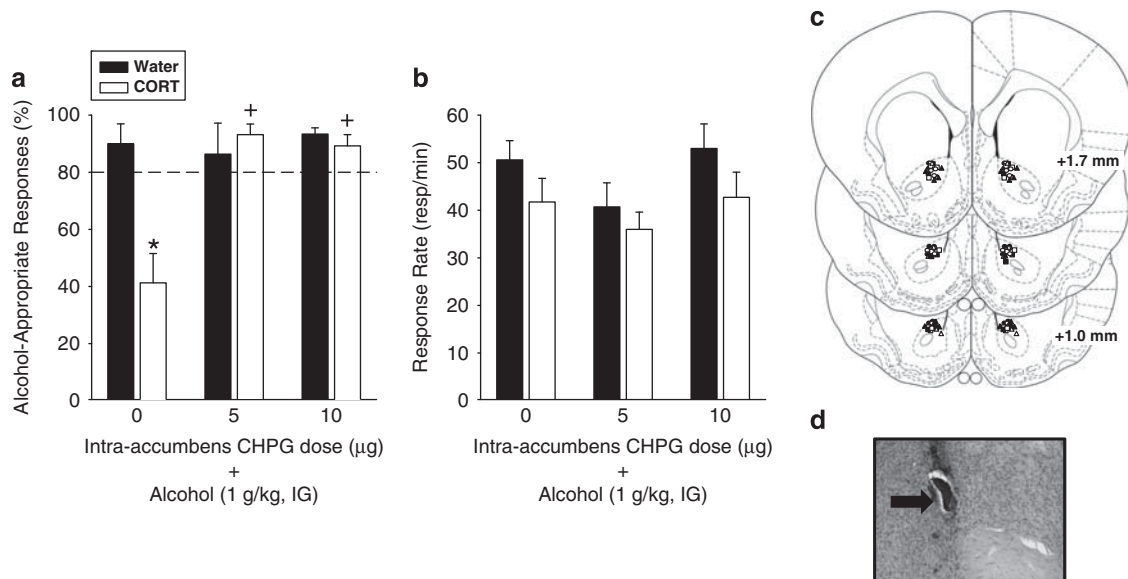 a
Water
CORT
Alcohol-Appropriate Responses (%)
100
80
60
40
20
0
*
+
+
0
5
10
Intra-accumbens CHPG dose (μg)
+
Alcohol (1 g/kg, IG)
b
Response Rate (resp/min)
60
50
40
30
20
10
0
0
5
10
Intra-accumbens CHPG dose (μg)
+
Alcohol (1 g/kg, IG)
c
+1.7 mm
+1.0 mm
d